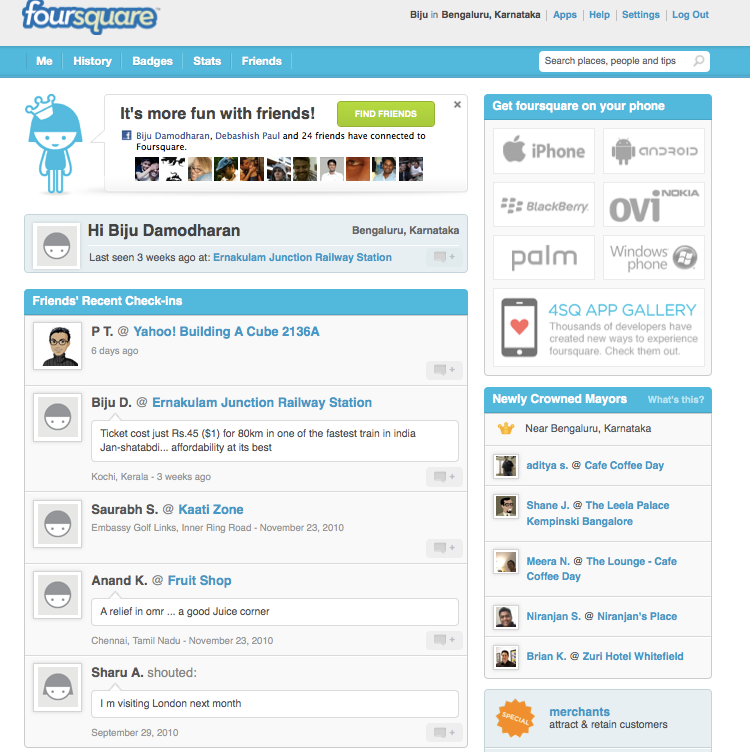 foursquare™
Biju in Bengaluru, Karnataka | Apps | Help | Settings | Log Out
Me History Badges Stats Friends
Search places, people and tips
It's more fun with friends!
FIND FRIENDS
Biju Damodharan, Debashish Paul and 24 friends have connected to
Foursquare.
Hi Biju Damodharan
Bengaluru, Karnataka
Last seen 3 weeks ago at: Ernakulam Junction Railway Station
Friends' Recent Check-ins
P T. @ Yahoo! Building A Cube 2136A
6 days ago
Biju D. @ Ernakulam Junction Railway Station
Ticket cost just Rs.45 ($1) for 80km in one of the fastest train in india
Jan-shatabdi... affordability at its best
Kochi, Kerala - 3 weeks ago
Saurabh S. @ Kaati Zone
Embassy Golf Links, Inner Ring Road - November 23, 2010
Anand K. @ Fruit Shop
A relief in omr ... a good Juice corner
Chennai, Tamil Nadu - November 23, 2010
Sharu A. shouted:
I m visiting London next month
September 29, 2010
Get foursquare on your phone
iPhone
ANDROID
BlackBerry
OVI NOKIA
palm
Windows
phone
4SQ APP GALLERY
Thousands of developers have
created new ways to experience
foursquare. Check them out.
Newly Crowned Mayors What's this?
Near Bengaluru, Karnataka
aditya s. @ Cafe Coffee Day
Shane J. @ The Leela Palace
Kempinski Bangalore
Meera N. @ The Lounge - Cafe
Coffee Day
Niranjan S. @ Niranjan's Place
Brian K. @ Zuri Hotel Whitefield
SPECIAL
merchants
attract & retain customers